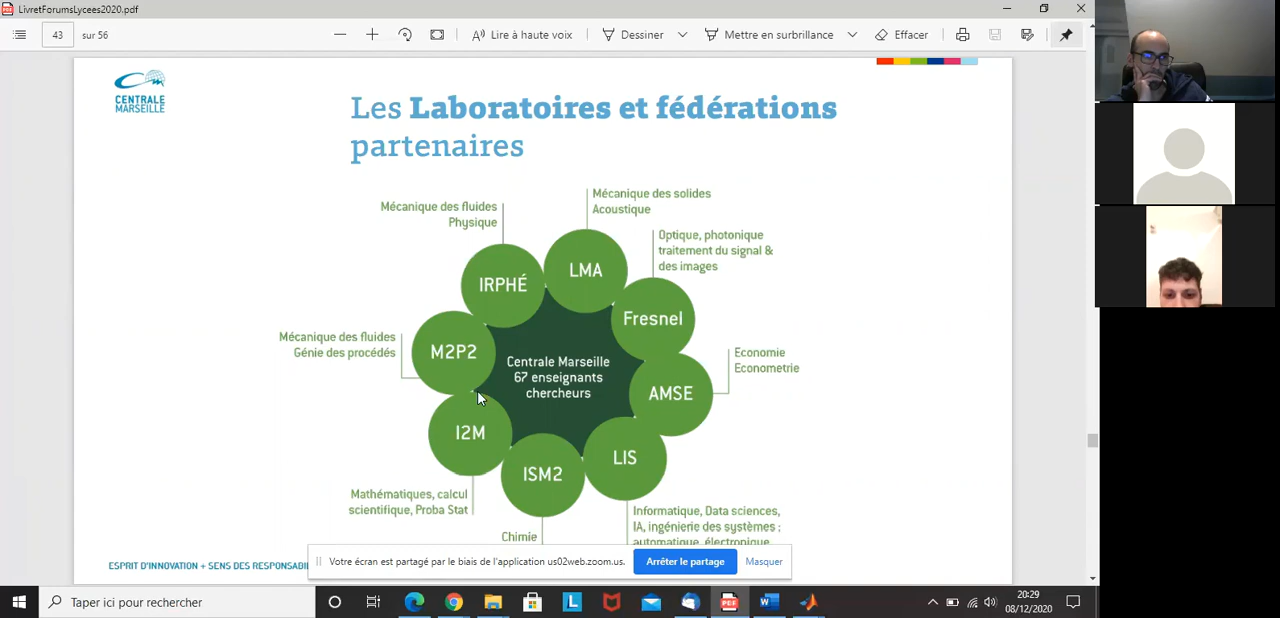 LivretForumsLycees2020.pdf
43 sur 56
Lire à haute voix
Dessiner
Mettre en surbrillance
Effacer
CENTRALE
MARSEILLE
Les Laboratoires et fédérations
partenaires
Mécanique des fluides
Physique
Mécanique des solides
Acoustique
Optique, photonique
traitement du signal &
des images
IRPHÉ
LMA
Fresnel
Mécanique des fluides
Génie des procédés
M2P2
Centrale Marseille
67 enseignants
chercheurs
Economie
Econometrie
AMSE
I2M
LIS
ISM2
Mathématiques, calcul
scientifique, Proba Stat
Chimie
Informatique, Data sciences,
IA, ingénierie des systèmes ;
automatique, électronique
Votre écran est partagé par le biais de l'application us02web.zoom.us.
Arrêter le partage
Masquer
ESPRIT D'INNOVATION + SENS DES RESPONSABI
Taper ici pour rechercher
20:29
08/12/2020